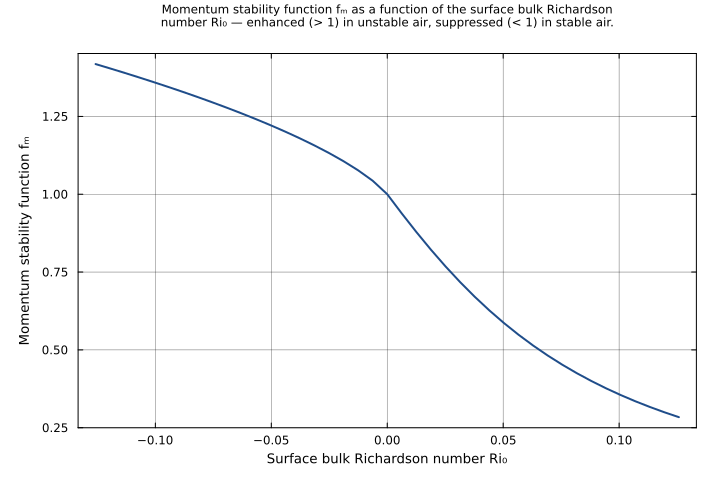 Momentum stability function fₘ as a function of the surface bulk Richardson
number Ri₀ — enhanced (> 1) in unstable air, suppressed (< 1) in stable air.
Momentum stability function fₘ
1.25
1.00
0.75
0.50
0.25
−0.10
−0.05
0.00
0.05
0.10
Surface bulk Richardson number Ri₀